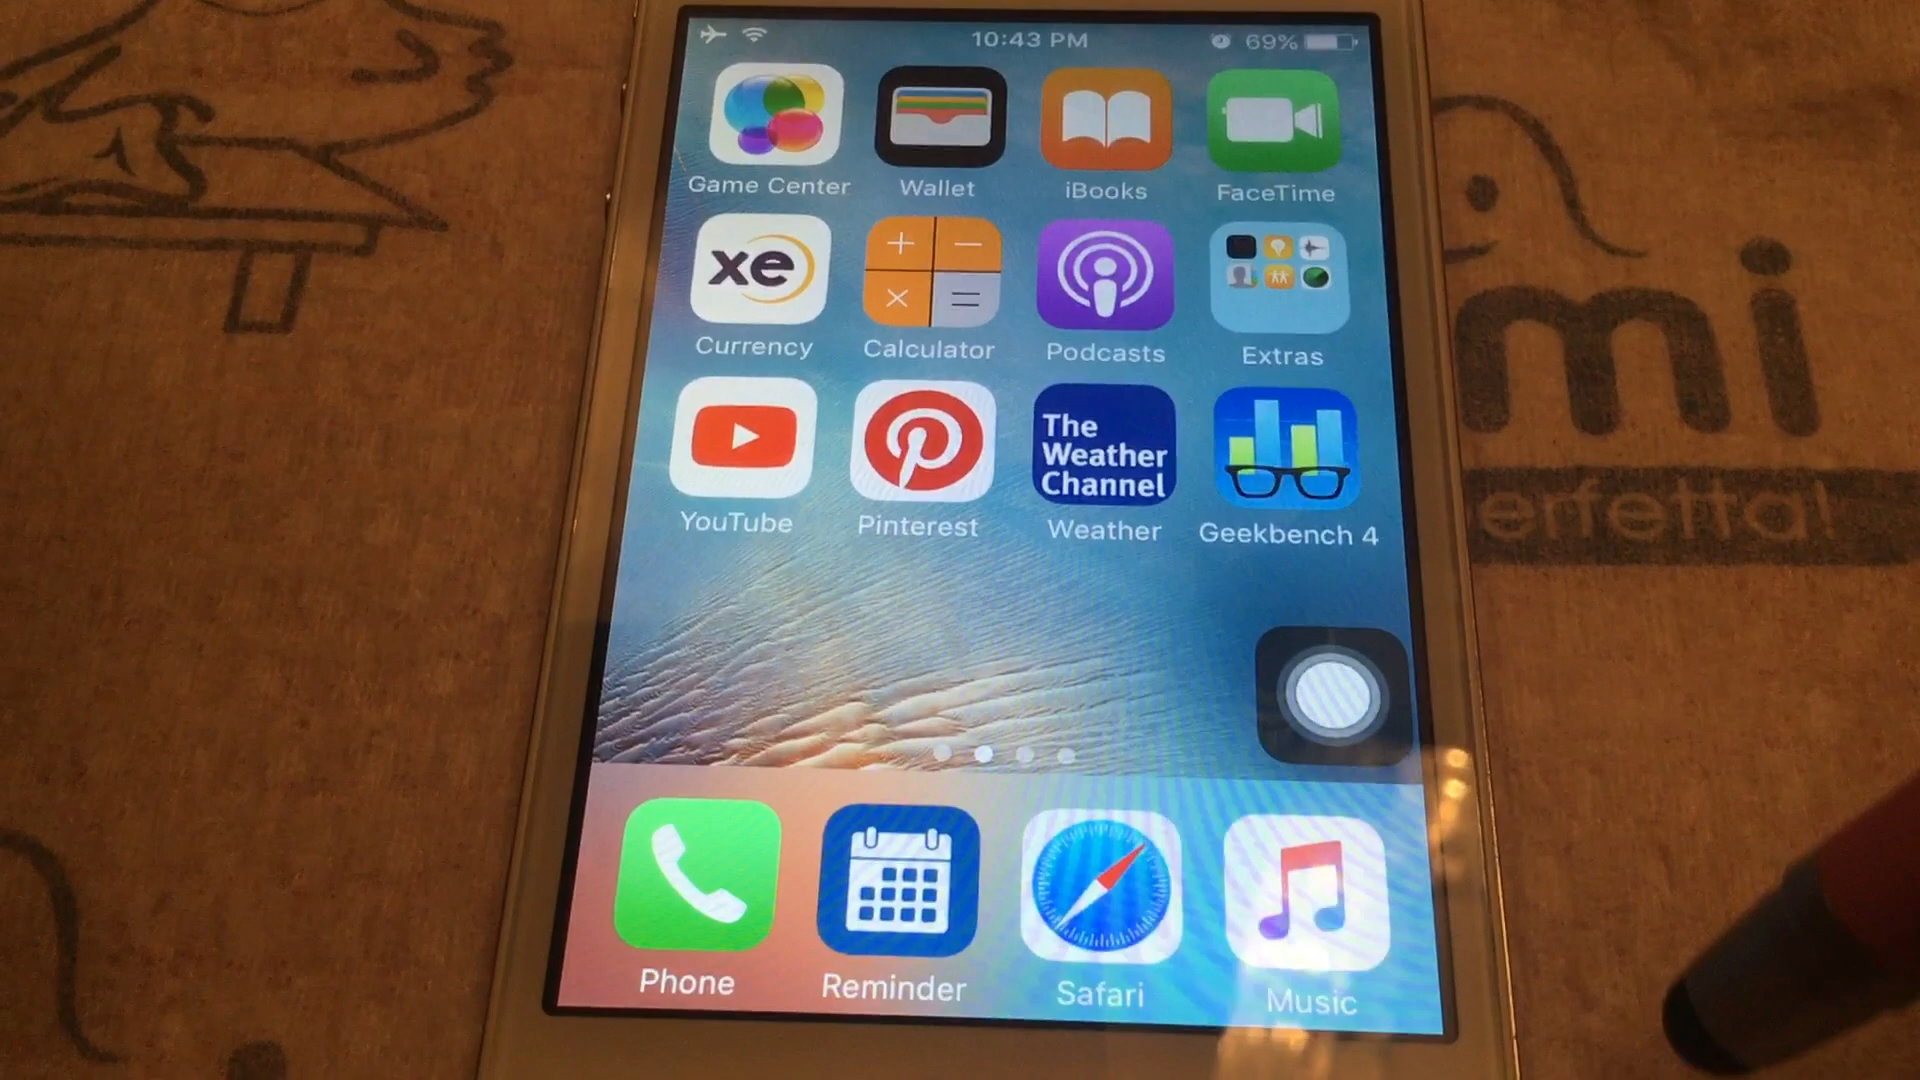 10:43 PM
69%
Game Center
Wallet
iBooks
FaceTime
xe
Currency
Calculator
Podcasts
Extras
mi
erfetta!
YouTube
Pinterest
The
Weather
Channel
Weather
Geekbench 4
Phone
Reminder
Safari
Music